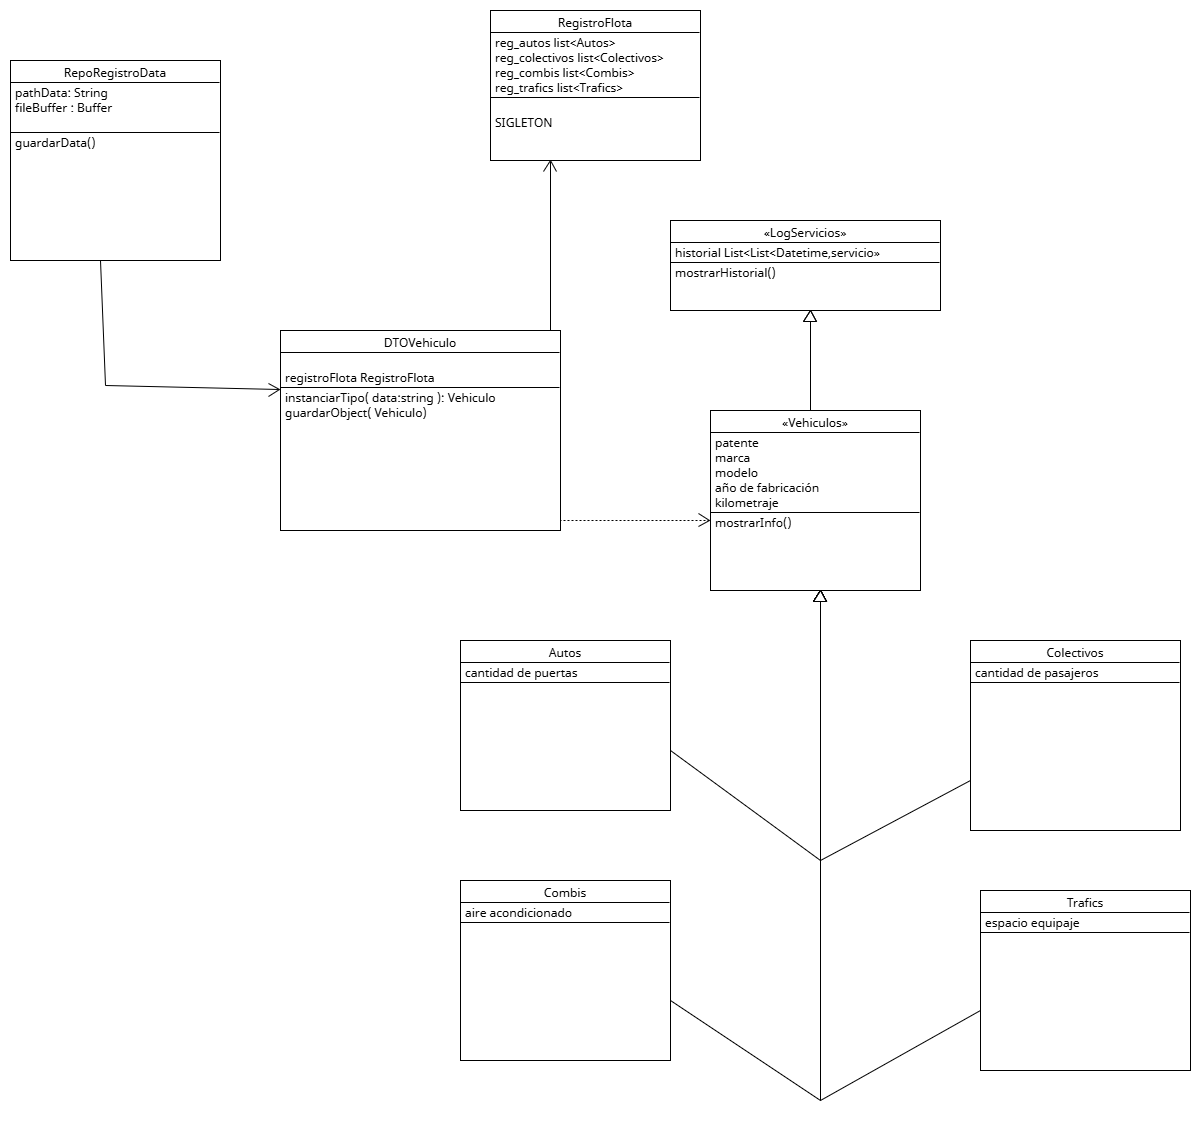 RegistroFlota
reg_autos list<Autos>
reg_colectivos list<Colectivos>
reg_combis list<Combis>
reg_trafics list<Trafics>
SIGLETON
RepoRegistroData
pathData: String
fileBuffer : Buffer
guardarData()
«LogServicios»
historial List<List<Datetime,servicio»
mostrarHistorial()
DTOVehiculo
registroFlota RegistroFlota
instanciarTipo( data:string ): Vehiculo
guardarObject( Vehiculo)
«Vehiculos»
patente
marca
modelo
año de fabricación
kilometraje
mostrarInfo()
Autos
cantidad de puertas
Colectivos
cantidad de pasajeros
Combis
aire acondicionado
Trafics
espacio equipaje